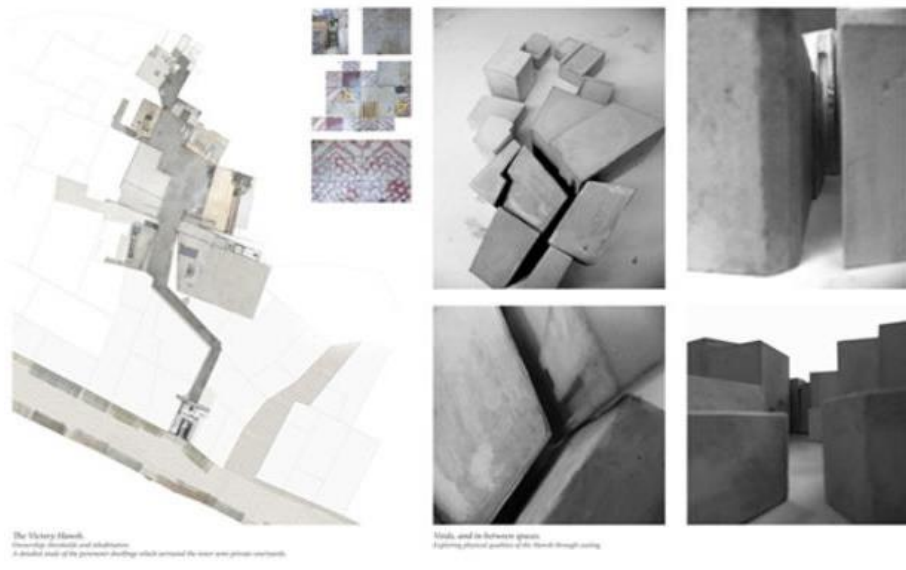 The Victory Hawsh.
Ownership, thresholds and inhabitation.
A detailed study of the permanent dwellings which surround the inner semi-private courtyards.
Voids, and in-between spaces.
Exploring physical qualities of the Hawsh through casting.